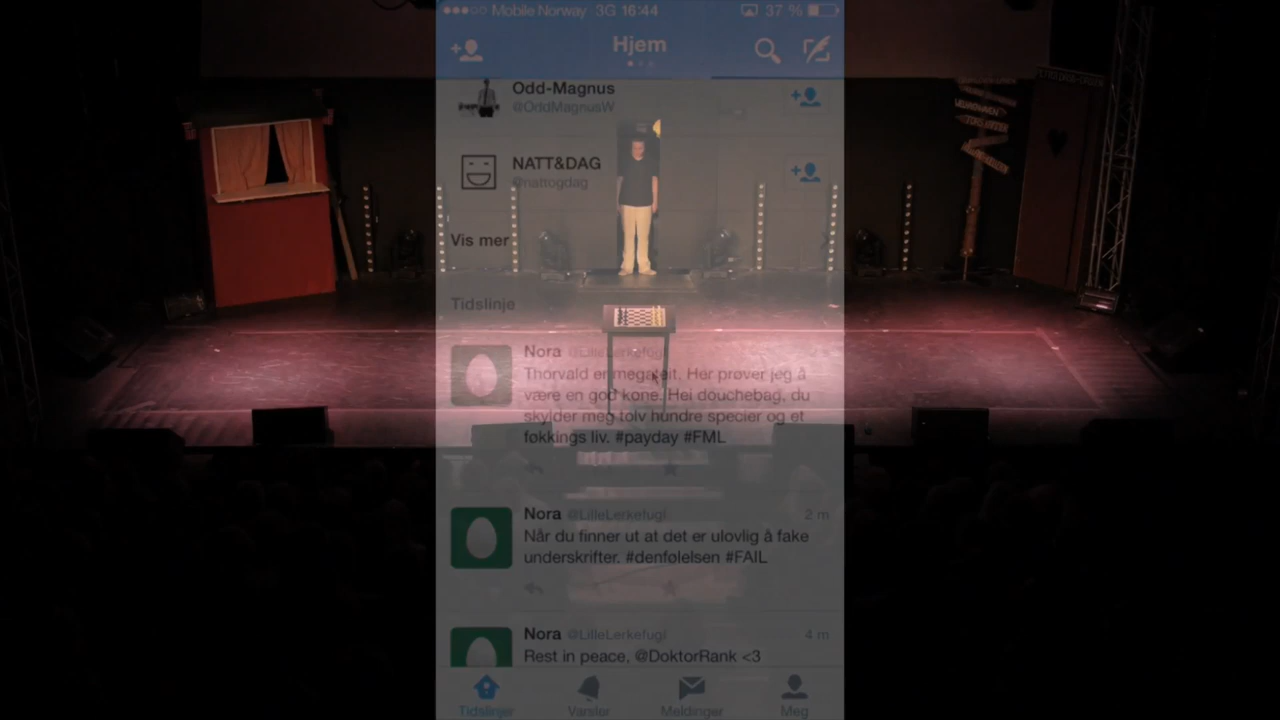 Mobile Norway 3G 16:44 37 %
Hjem
Odd-Magnus
@OddMagnusW
NATT&DAG
@nattogdag
Vis mer
Tidslinje
Nora @LilleLerkefugl 2 m
Thorvald er megateit. Her prøver jeg å
være en god kone. Hei douchebag, du
skylder meg tolv hundre specier og et
føkkings liv. #payday #FML
Nora @LilleLerkefugl 2 m
Når du finner ut at det er ulovlig å fake
underskrifter. #denfølelsen #FAIL
Nora @LilleLerkefugl 4 m
Rest in peace, @DoktorRank <3
Tidslinjer Varsler Meldinger Meg